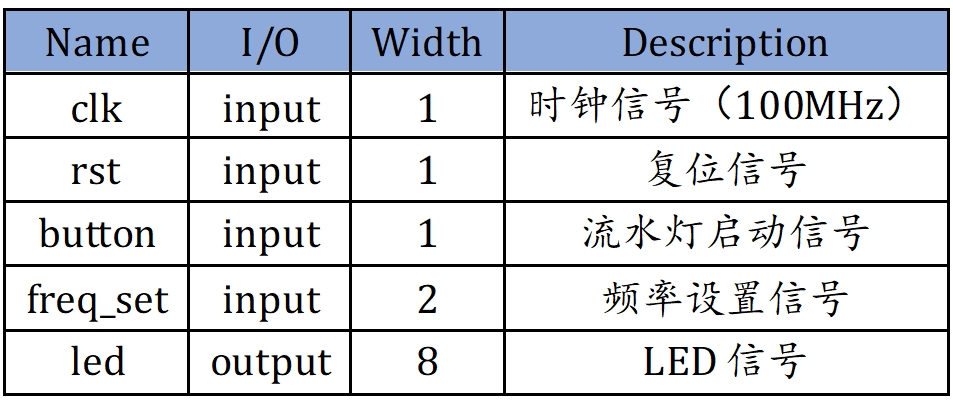 Name I/O Width Description
clk input 1 时钟信号（100MHz）
rst input 1 复位信号
button input 1 流水灯启动信号
freq_set input 2 频率设置信号
led output 8 LED 信号